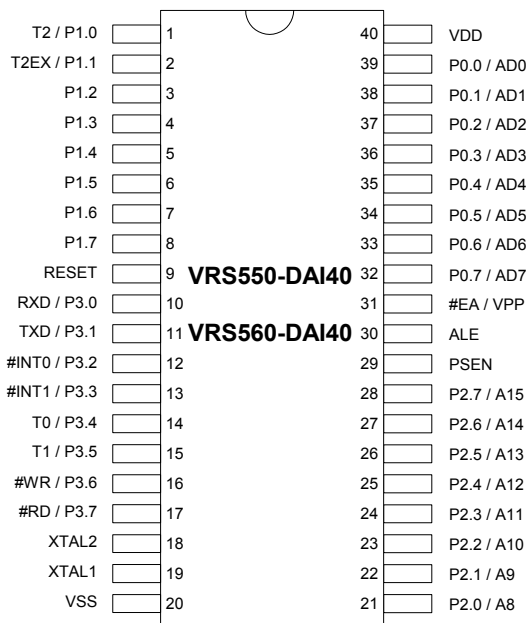 T2 / P1.0 1 40 VDD
T2EX / P1.1 2 39 P0.0 / AD0
P1.2 3 38 P0.1 / AD1
P1.3 4 37 P0.2 / AD2
P1.4 5 36 P0.3 / AD3
P1.5 6 35 P0.4 / AD4
P1.6 7 34 P0.5 / AD5
P1.7 8 33 P0.6 / AD6
RESET 9 VRS550-DAI40 32 P0.7 / AD7
RXD / P3.0 10 31 #EA / VPP
TXD / P3.1 11 VRS560-DAI40 30 ALE
#INT0 / P3.2 12 29 PSEN
#INT1 / P3.3 13 28 P2.7 / A15
T0 / P3.4 14 27 P2.6 / A14
T1 / P3.5 15 26 P2.5 / A13
#WR / P3.6 16 25 P2.4 / A12
#RD / P3.7 17 24 P2.3 / A11
XTAL2 18 23 P2.2 / A10
XTAL1 19 22 P2.1 / A9
VSS 20 21 P2.0 / A8